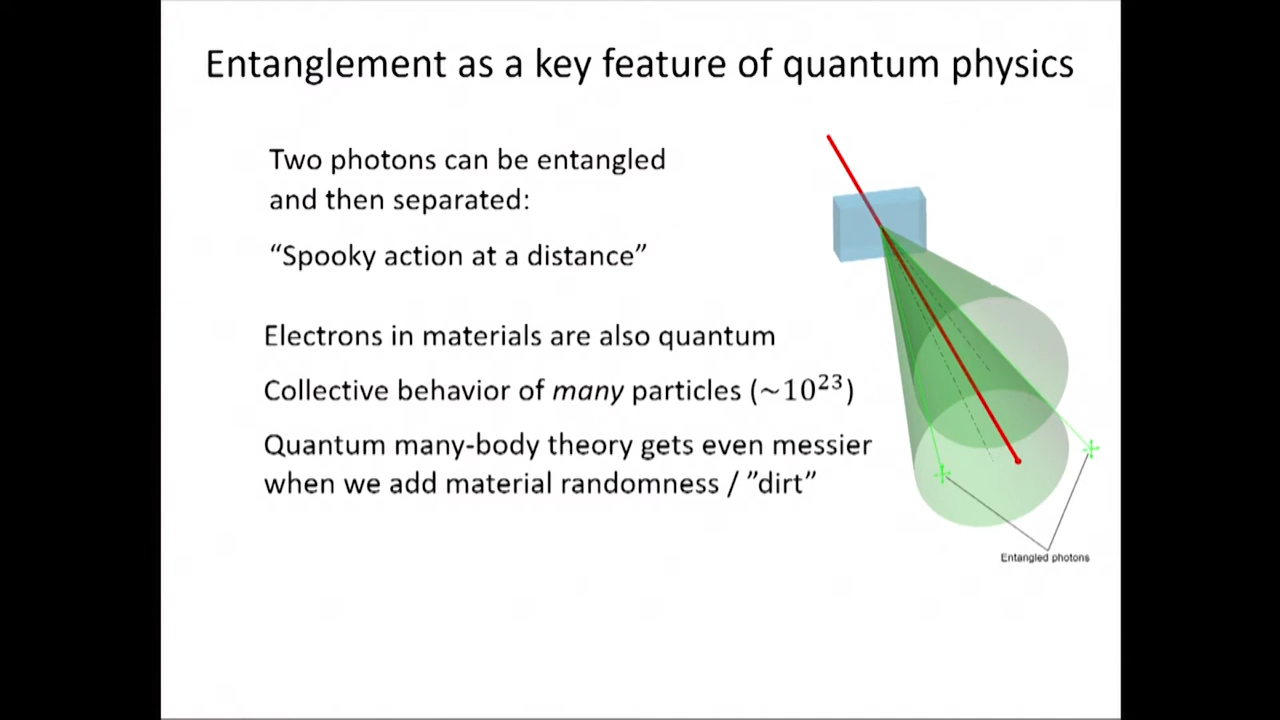 Entanglement as a key feature of quantum physics
Two photons can be entangled
and then separated:
“Spooky action at a distance”
Electrons in materials are also quantum
Collective behavior of many particles (~10²³)
Quantum many-body theory gets even messier
when we add material randomness / ”dirt”
Entangled photons